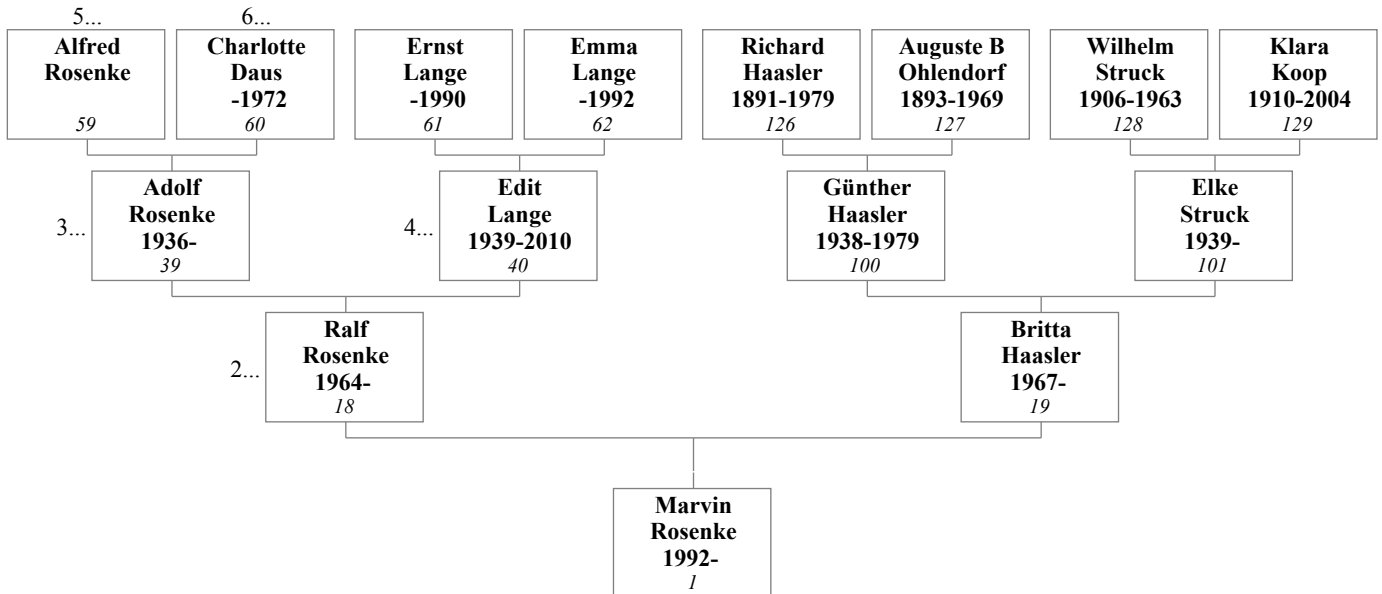 5...
6...
Alfred
Rosenke
59
Charlotte
Daus
-1972
60
Ernst
Lange
-1990
61
Emma
Lange
-1992
62
Richard
Haasler
1891-1979
126
Auguste B
Ohlendorf
1893-1969
127
Wilhelm
Struck
1906-1963
128
Klara
Koop
1910-2004
129
3...
Adolf
Rosenke
1936-
39
4...
Edit
Lange
1939-2010
40
Günther
Haasler
1938-1979
100
Elke
Struck
1939-
101
2...
Ralf
Rosenke
1964-
18
Britta
Haasler
1967-
19
Marvin
Rosenke
1992-
1